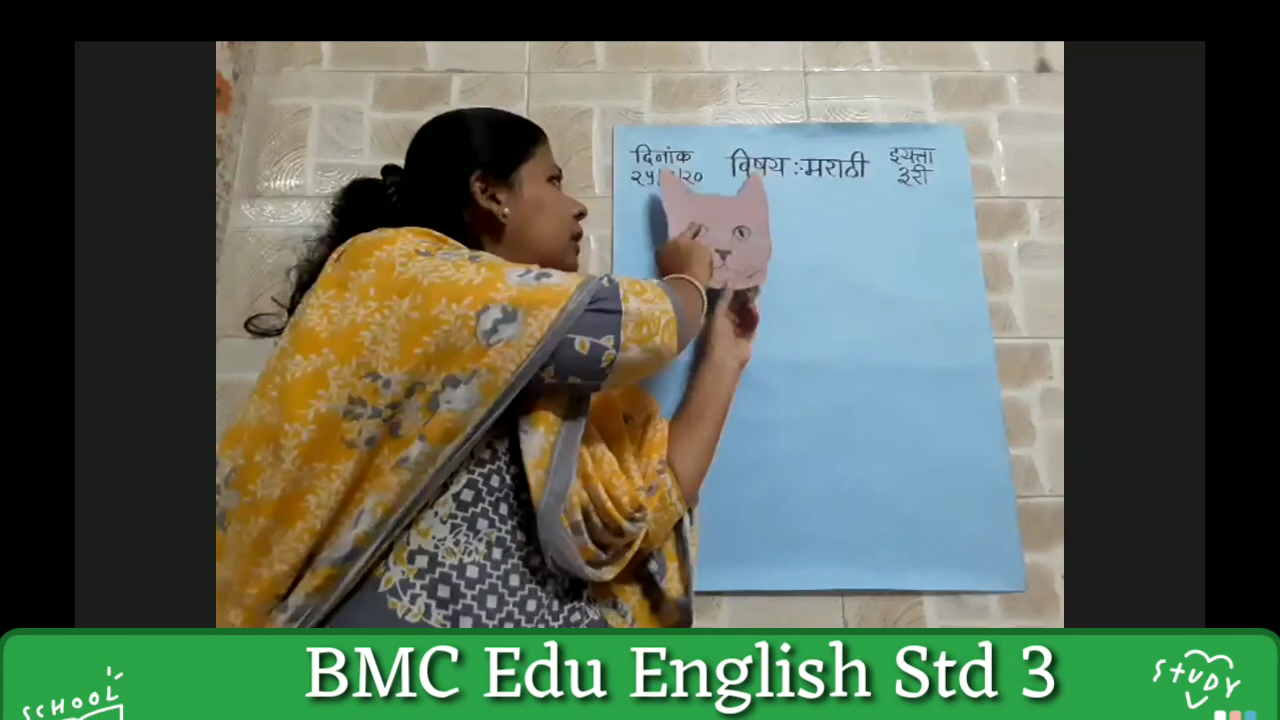 दिनांक
विषय :- मराठी
इयत्ता
३री
BMC Edu English Std 3
SCHOOL
STUDY